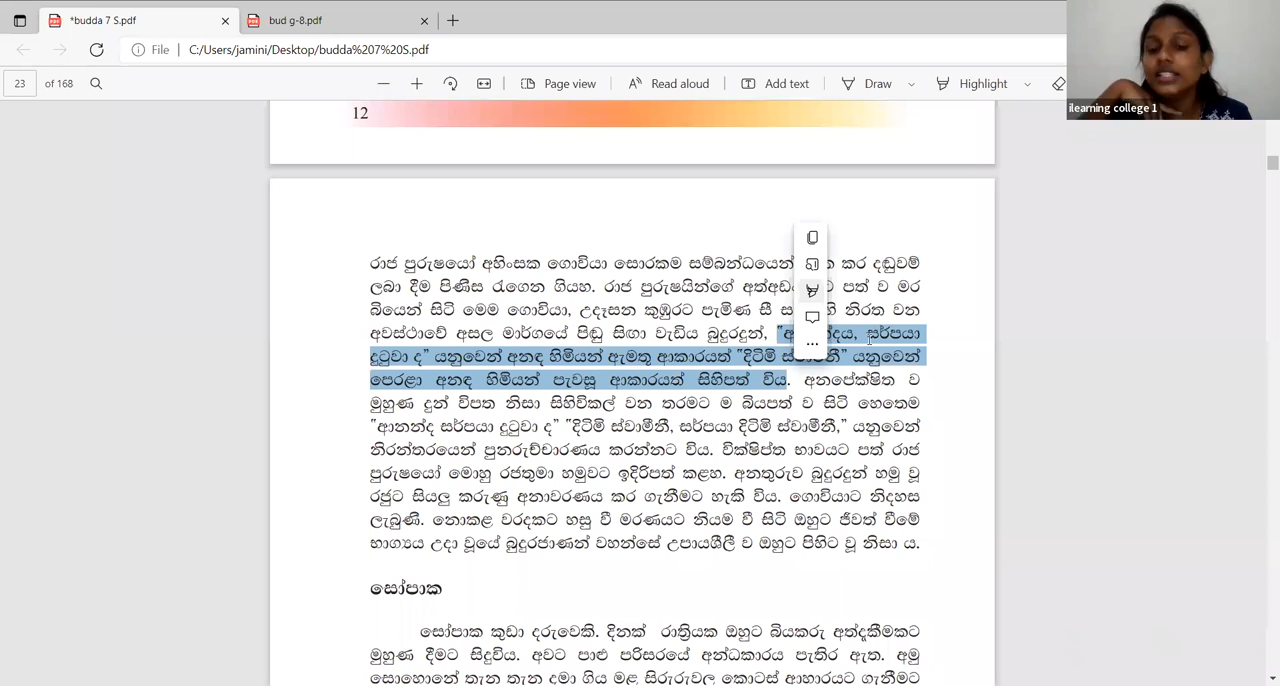 *budda 7 S.pdf
bud g-8.pdf
File
C:/Users/jamini/Desktop/budda%207%20S.pdf
23 of 168
Page view
Read aloud
Add text
Draw
Highlight
ilearning college 1
12
රාජ පුරුෂයෝ අහිංසක ගොවියා සොරකම සම්බන්ධයෙන් කර දඬුවම්
ලබා දීම පිණිස රැගෙන ගියහ. රාජ පුරුෂයින්ගේ පත් ව මර
බියෙන් සිටි මෙම ගොවියා, උදෑසන කුඹුරට පැමිණ සී නිරත වන
අවස්ථාවේ අසල මාර්ගයේ පිඬු සිඟා වැඩිය බුදුරදුන්, සර්පයා
දුටුවා ද” යනුවෙන් අනඳ හිමියන් ඇමතූ ආකාරයත් “දිටිමි ස්වාමීනී” යනුවෙන්
පෙරළා අනඳ හිමියන් පැවසූ ආකාරයත් සිහිපත් විය. අනපේක්ෂිත ව
මුහුණ දුන් විපත නිසා සිහිවිකල් වන තරමට ම බියපත් ව සිටි හෙතෙම
“ආනන්ද සර්පයා දුටුවා ද” “දිටිමි ස්වාමීනී, සර්පයා දිටිමි ස්වාමීනී,” යනුවෙන්
නිරන්තරයෙන් පුනරුච්චාරණය කරන්නට විය. වික්ෂිප්ත භාවයට පත් රාජ
පුරුෂයෝ මොහු රජතුමා හමුවට ඉදිරිපත් කළහ. අනතුරුව බුදුරදුන් හමු වූ
රජුට සියලු කරුණු අනාවරණය කර ගැනීමට හැකි විය. ගොවියාට නිදහස
ලැබුණි. නොකළ වරදකට හසු වී මරණයට නියම වී සිටි ඔහුට ජීවත් වීමේ
භාග්‍යය උදා වූයේ බුදුරජාණන් වහන්සේ උපායශීලී ව ඔහුට පිහිට වූ නිසා ය.
සෝපාක
සෝපාක කුඩා දරුවෙකි. දිනක් රාත්‍රියක ඔහුට බියකරු අත්දැකීමකට
මුහුණ දීමට සිදුවිය. අවට පාළු පරිසරයේ අන්ධකාරය පැතිර ඇත. අමු
සොහොනේ තැන තැන දමා ගිය මළ සිරුරුවල කොටස් ආහාරයට ගැනීමට